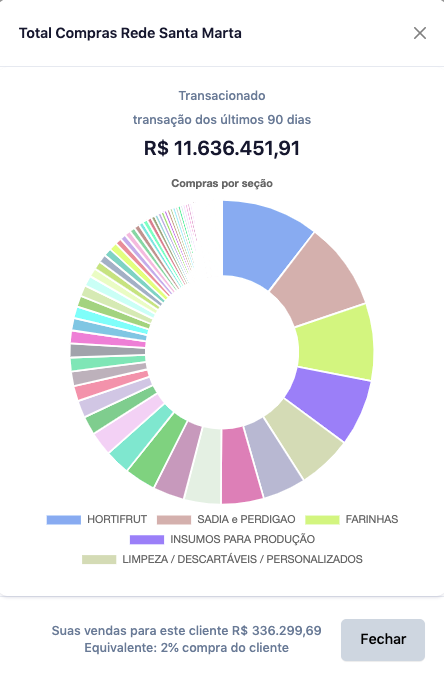 Total Compras Rede Santa Marta
Transacionado
transação dos últimos 90 dias
R$ 11.636.451,91
Compras por seção
HORTIFRUT SADIA e PERDIGAO FARINHAS
INSUMOS PARA PRODUÇÃO
LIMPEZA / DESCARTÁVEIS / PERSONALIZADOS
Suas vendas para este cliente R$ 336.299,69
Equivalente: 2% compra do cliente
Fechar